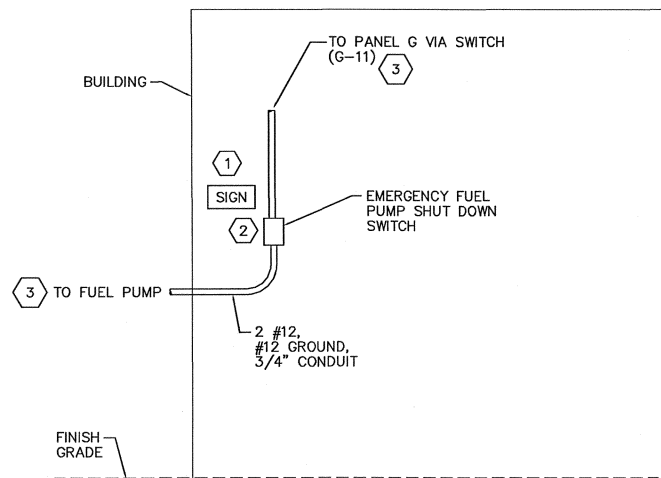 TO PANEL G VIA SWITCH
(G-11)
3
BUILDING
1
SIGN
EMERGENCY FUEL
PUMP SHUT DOWN
SWITCH
2
3 TO FUEL PUMP
2 #12,
#12 GROUND,
3/4" CONDUIT
FINISH
GRADE